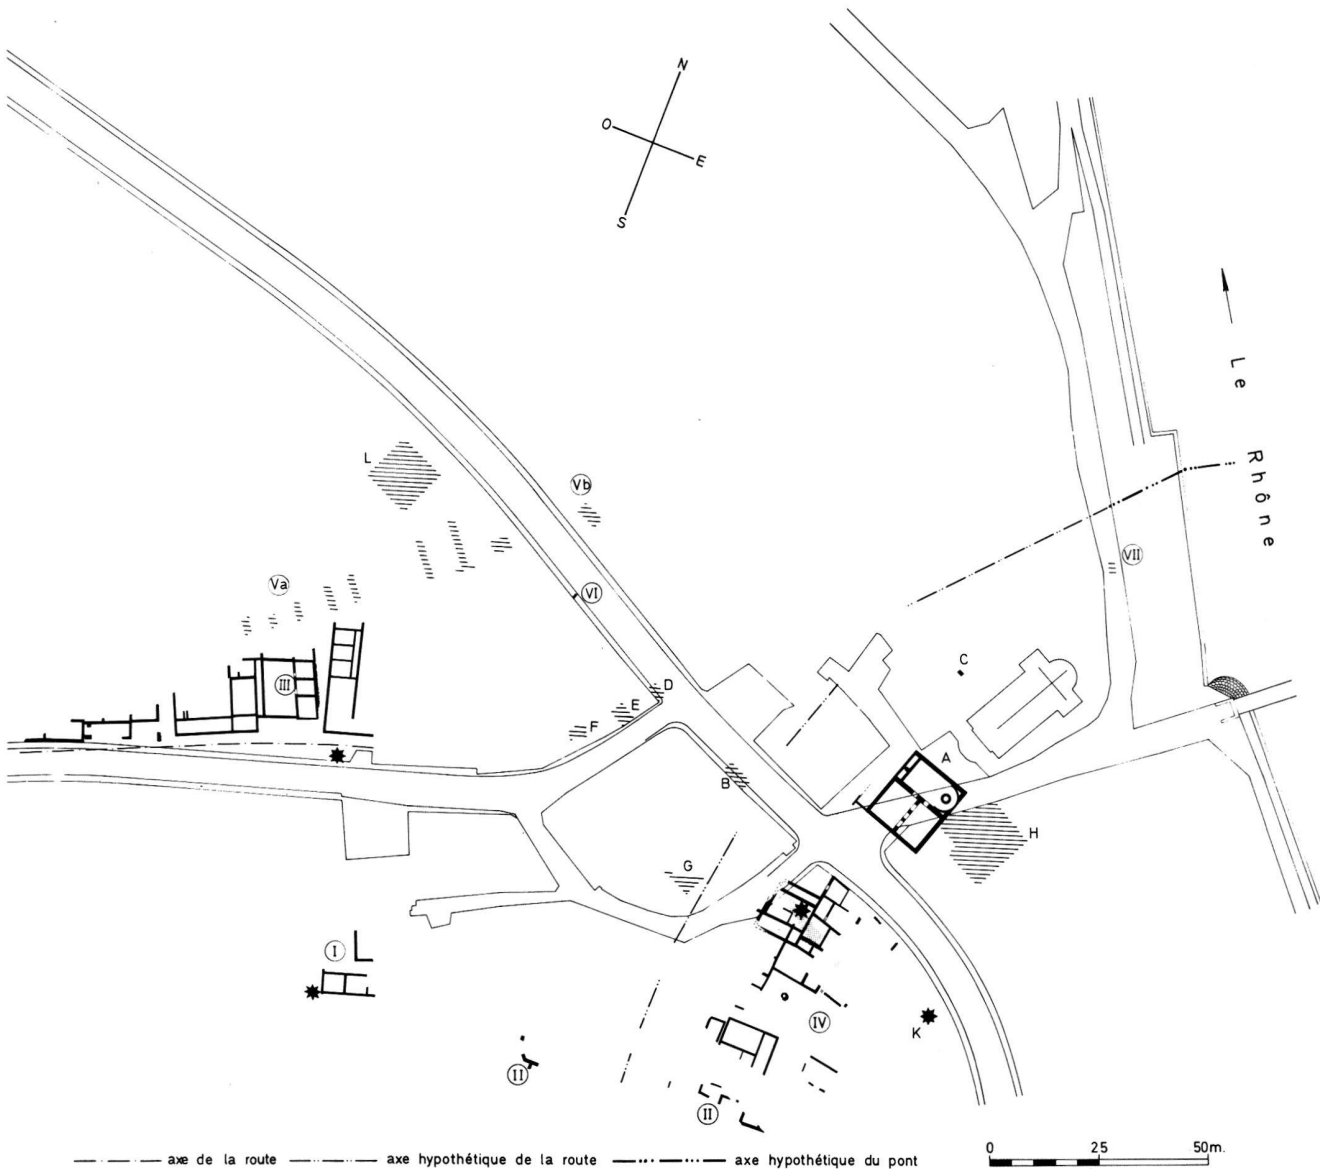 N
O
E
S
Le Rhône
L
Vb
Va
VI
VII
III
D
E
F
C
B
A
H
G
I
IV
K
II
II
0 25 50m.
axe de la route axe hypothétique de la route axe hypothétique du pont